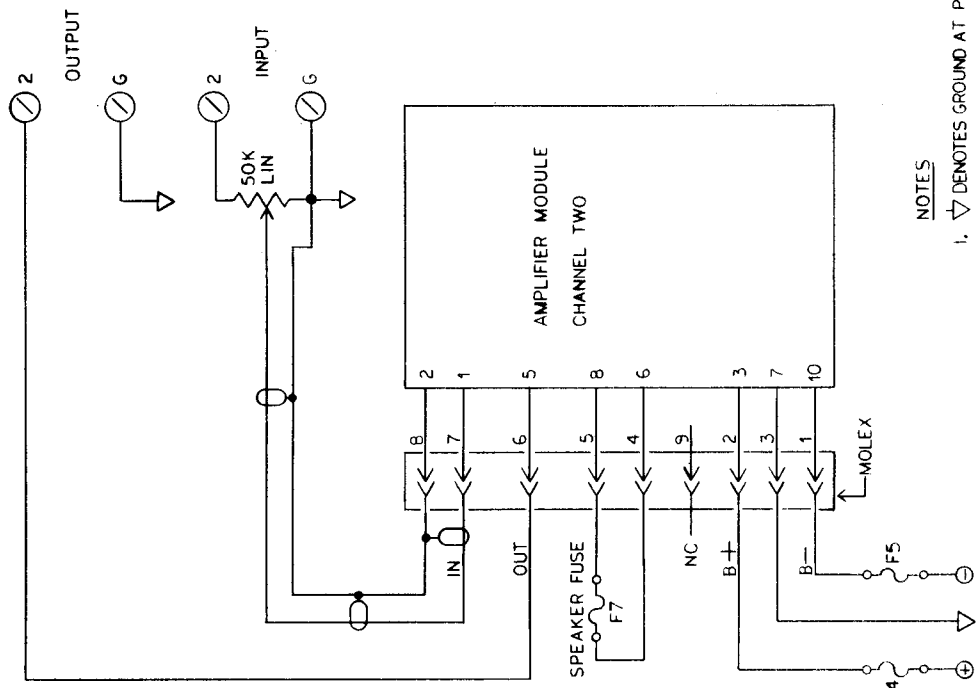 2
OUTPUT
G
2
INPUT
G
50K
LIN
AMPLIFIER MODULE
CHANNEL TWO
2
1
5
8
6
3
7
10
8
7
6
5
4
9
2
3
1
MOLEX
IN
OUT
SPEAKER FUSE
F7
NC
B+
B−
F5
4
+
−
NOTES
1. ▽ DENOTES GROUND AT P